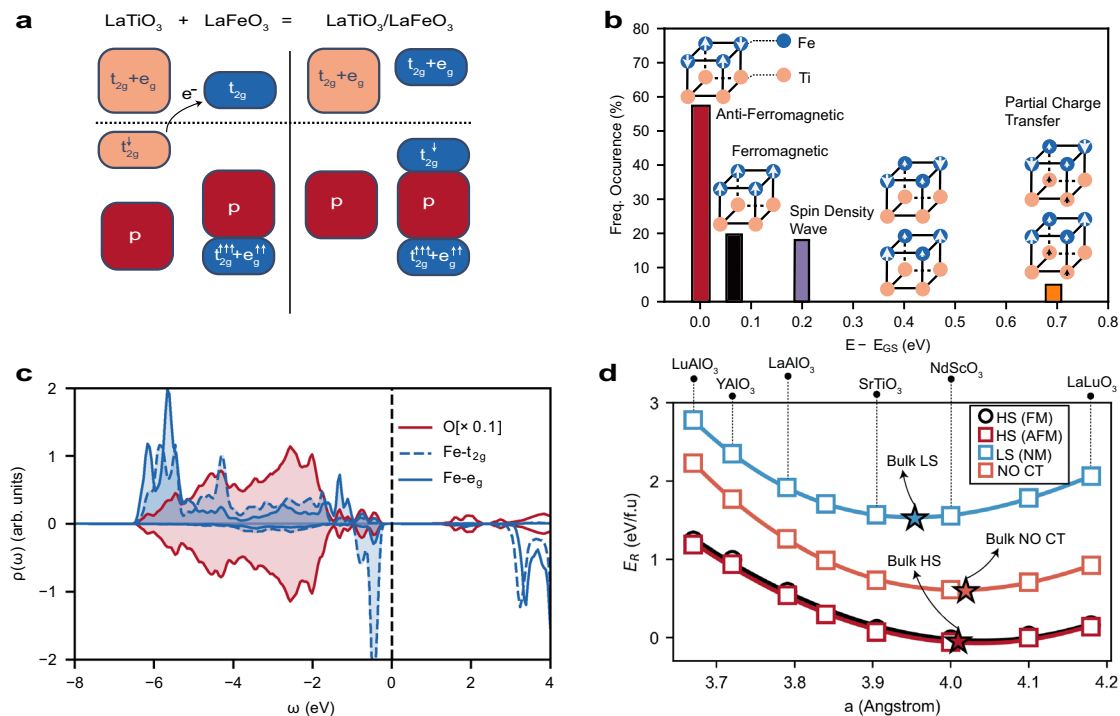 a
LaTiO₃ + LaFeO₃ = LaTiO₃/LaFeO₃
t₂g+eg
t₂g
e⁻
t₂g↓
p
p
t₂g↑↑↑+eg↑↑
t₂g+eg
t₂g+eg
t₂g↓
p
p
t₂g↑↑↑+eg↑↑
b
Freq. Occurence (%)
80
70
60
50
40
30
20
10
0
Fe
Ti
Anti-Ferromagnetic
Ferromagnetic
Spin Density
Wave
Partial Charge
Transfer
0.0 0.1 0.2 0.3 0.4 0.5 0.6 0.7 0.8
E − E_GS (eV)
c
ρ(ω) (arb. units)
2
1
0
−1
−2
O[× 0.1]
Fe-t₂g
Fe-eg
−8 −6 −4 −2 0 2 4
ω (eV)
d
LuAlO₃
YAlO₃
LaAlO₃
SrTiO₃
NdScO₃
LaLuO₃
E_R (eV/f.u)
3
2
1
0
HS (FM)
HS (AFM)
LS (NM)
NO CT
Bulk LS
Bulk NO CT
Bulk HS
3.7 3.8 3.9 4.0 4.1 4.2
a (Angstrom)